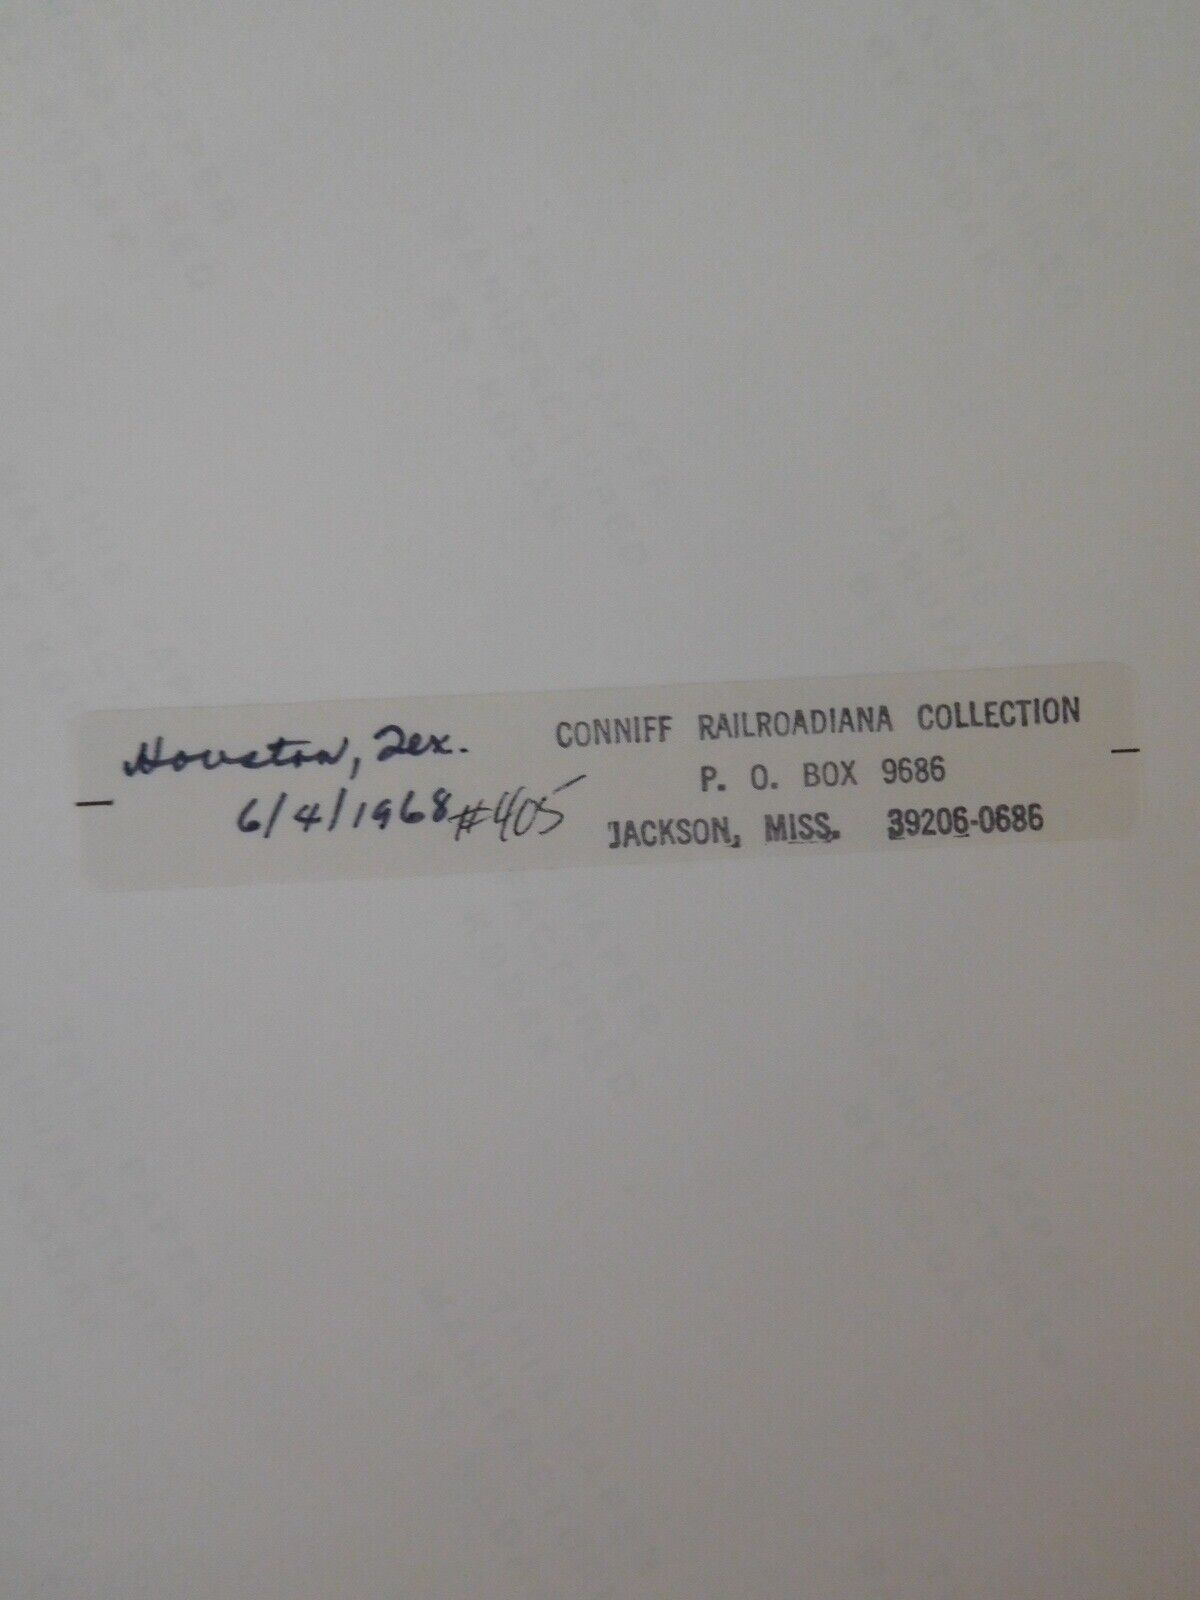 Houston, Tex.
6/4/1968 #405
CONNIFF RAILROADIANA COLLECTION
P. O. BOX 9686
JACKSON, MISS. 39206-0686